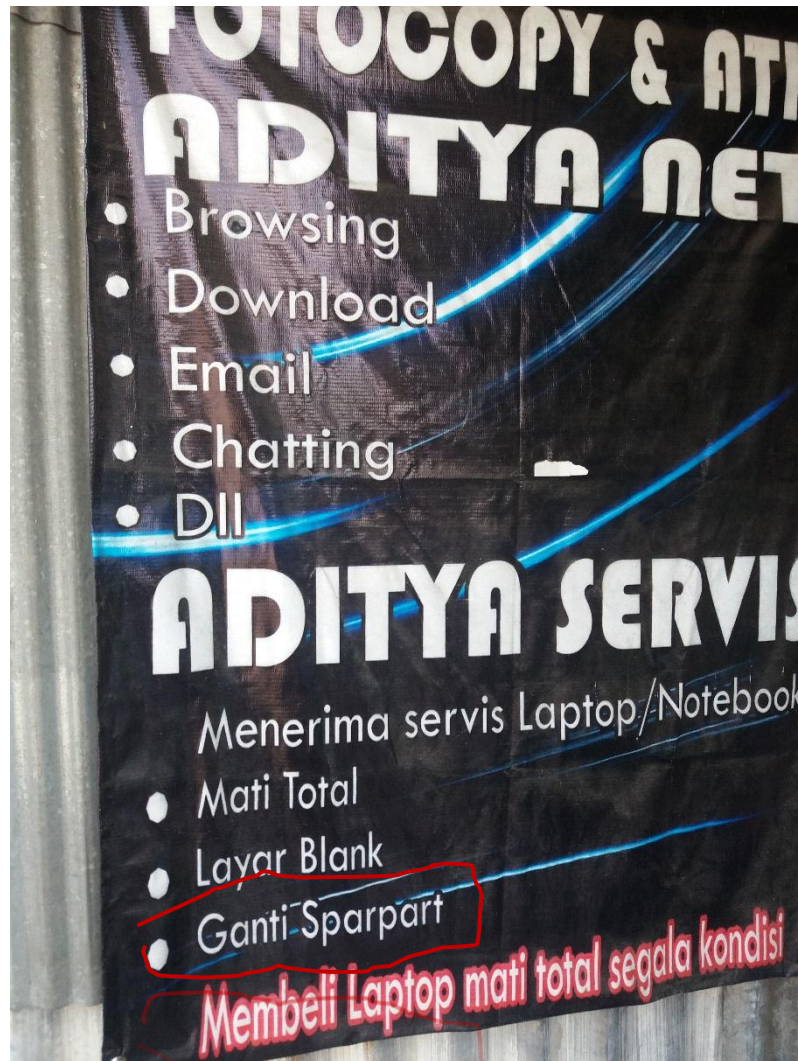 FOTOCOPY & ATK
ADITYA NET
Browsing
Download
Email
Chatting
Dll
ADITYA SERVIS
Menerima servis Laptop/Notebook
Mati Total
Layar Blank
Ganti Sparpart
Membeli Laptop mati total segala kondisi